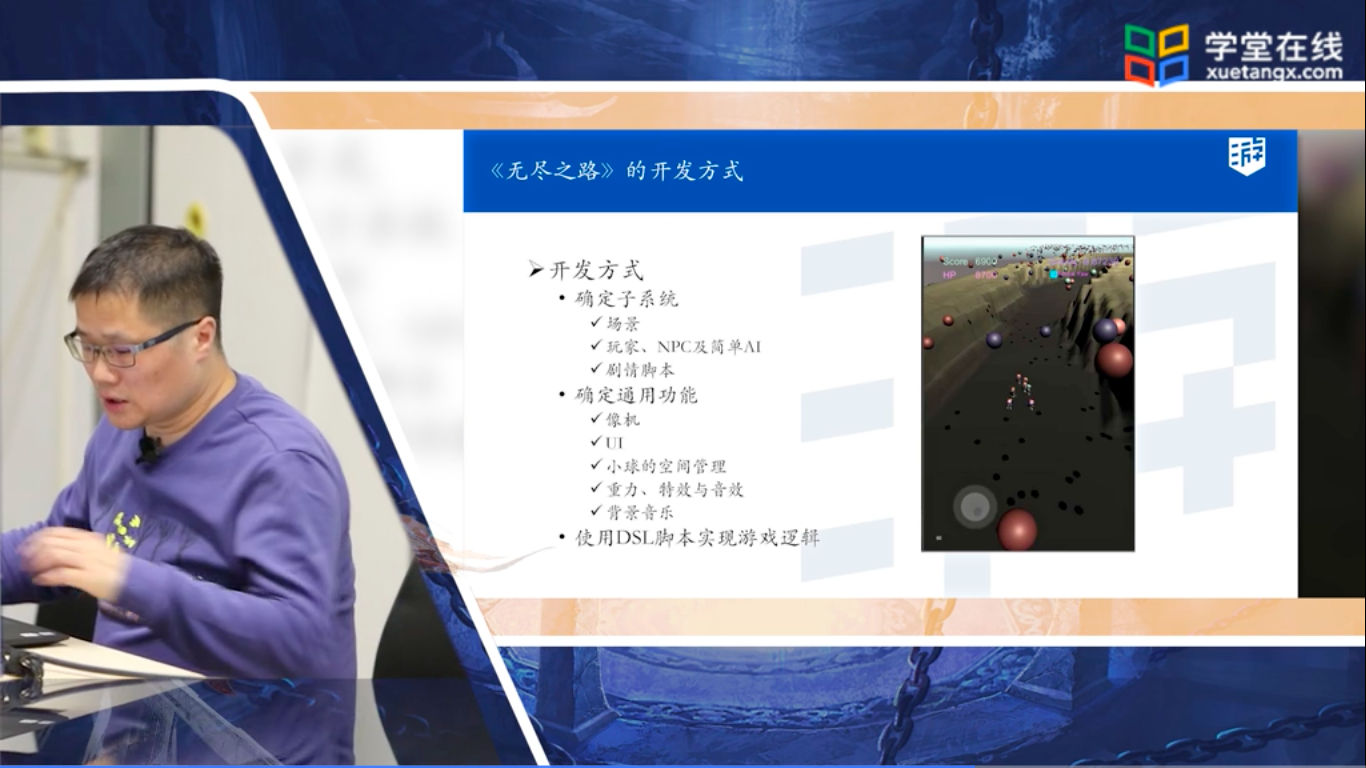 学堂在线
xuetangx.com
《无尽之路》的开发方式
游
➢开发方式
• 确定子系统
✓场景
✓玩家、NPC及简单AI
✓剧情脚本
• 确定通用功能
✓像机
✓UI
✓小球的空间管理
✓重力、特效与音效
✓背景音乐
• 使用DSL脚本实现游戏逻辑
Score 6900
HP